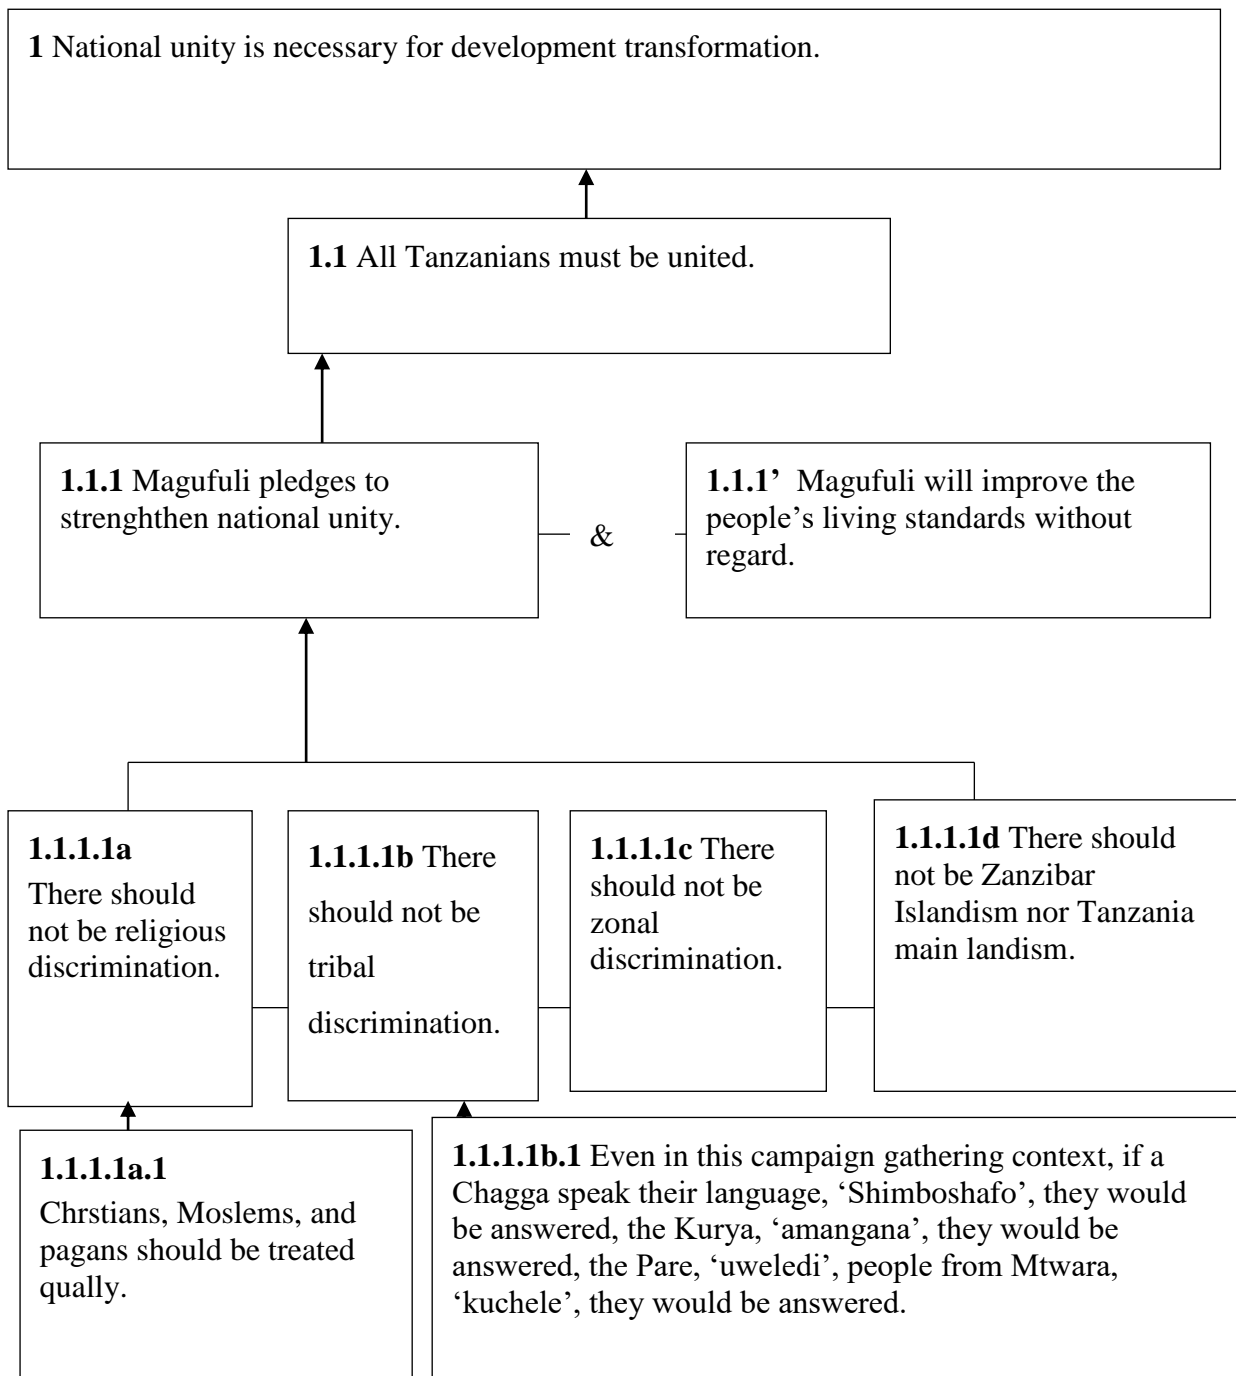 1 National unity is necessary for development transformation.
1.1 All Tanzanians must be united.
1.1.1 Magufuli pledges to
strenghthen national unity.
&
1.1.1’ Magufuli will improve the
people’s living standards without
regard.
1.1.1.1a
There should
not be religious
discrimination.
1.1.1.1b There
should not be
tribal
discrimination.
1.1.1.1c There
should not be
zonal
discrimination.
1.1.1.1d There should
not be Zanzibar
Islandism nor Tanzania
main landism.
1.1.1.1a.1
Chrstians, Moslems, and
pagans should be treated
qually.
1.1.1.1b.1 Even in this campaign gathering context, if a
Chagga speak their language, ‘Shimboshafo’, they would
be answered, the Kurya, ‘amangana’, they would be
answered, the Pare, ‘uweledi’, people from Mtwara,
‘kuchele’, they would be answered.